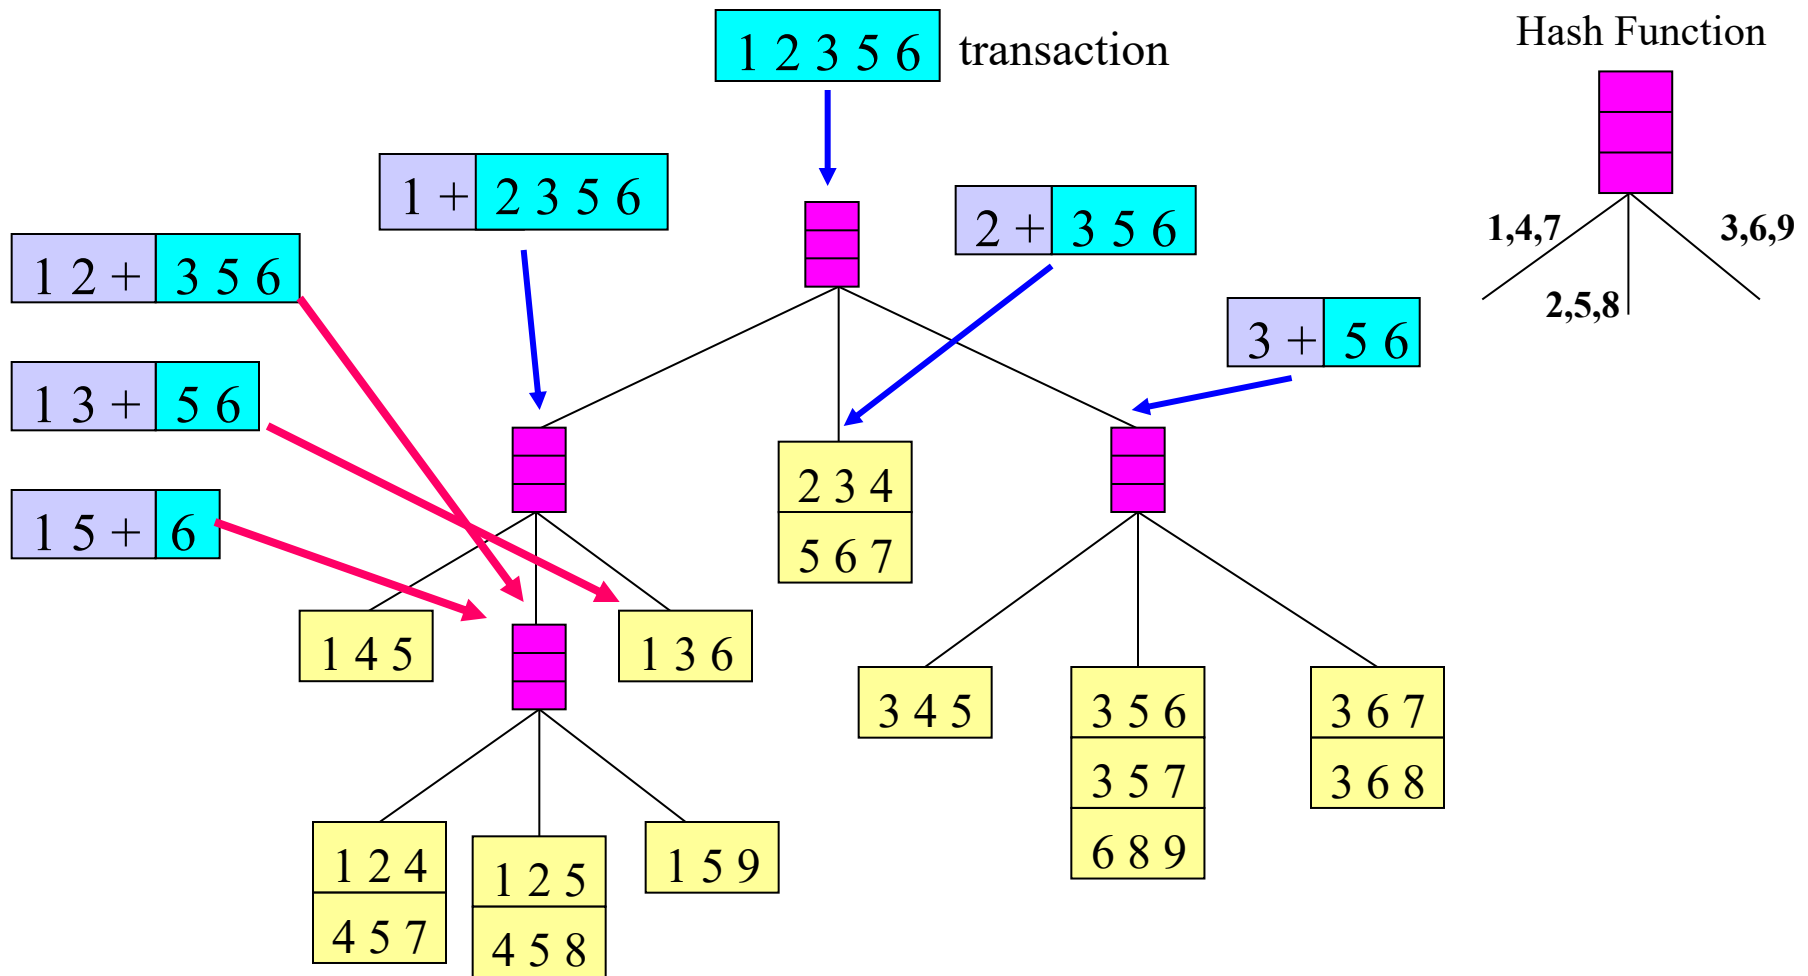 Hash Function
1 2 3 5 6 transaction
1 + 2 3 5 6
2 + 3 5 6
1,4,7
3,6,9
2,5,8
1 2 + 3 5 6
3 + 5 6
1 3 + 5 6
1 5 + 6
2 3 4
5 6 7
1 4 5
1 3 6
3 4 5
3 5 6
3 6 7
3 5 7
3 6 8
6 8 9
1 2 4
1 2 5
1 5 9
4 5 7
4 5 8